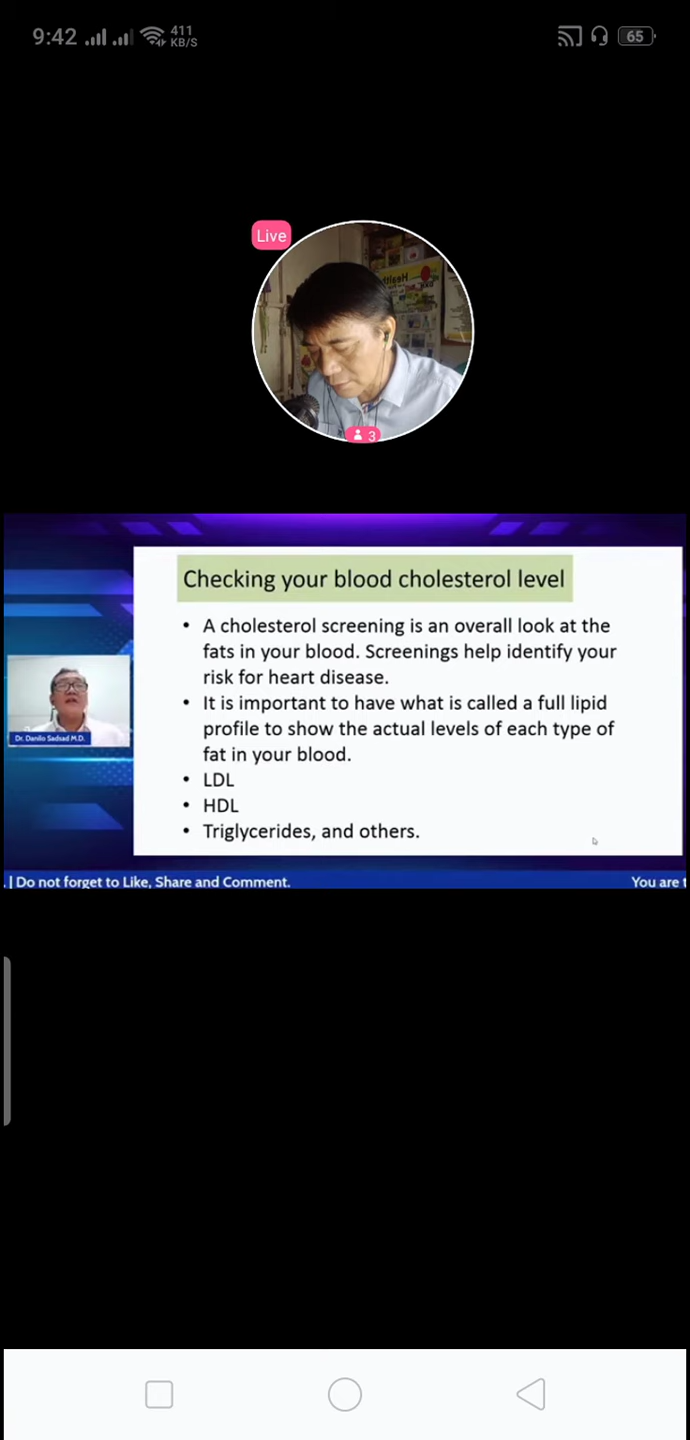 9:42
411
KB/S
65
Live
3
Checking your blood cholesterol level
• A cholesterol screening is an overall look at the
fats in your blood. Screenings help identify your
risk for heart disease.
• It is important to have what is called a full lipid
profile to show the actual levels of each type of
fat in your blood.
• LDL
• HDL
• Triglycerides, and others.
Dr. Danilo Sadsad M.D.
. | Do not forget to Like, Share and Comment.
You are t